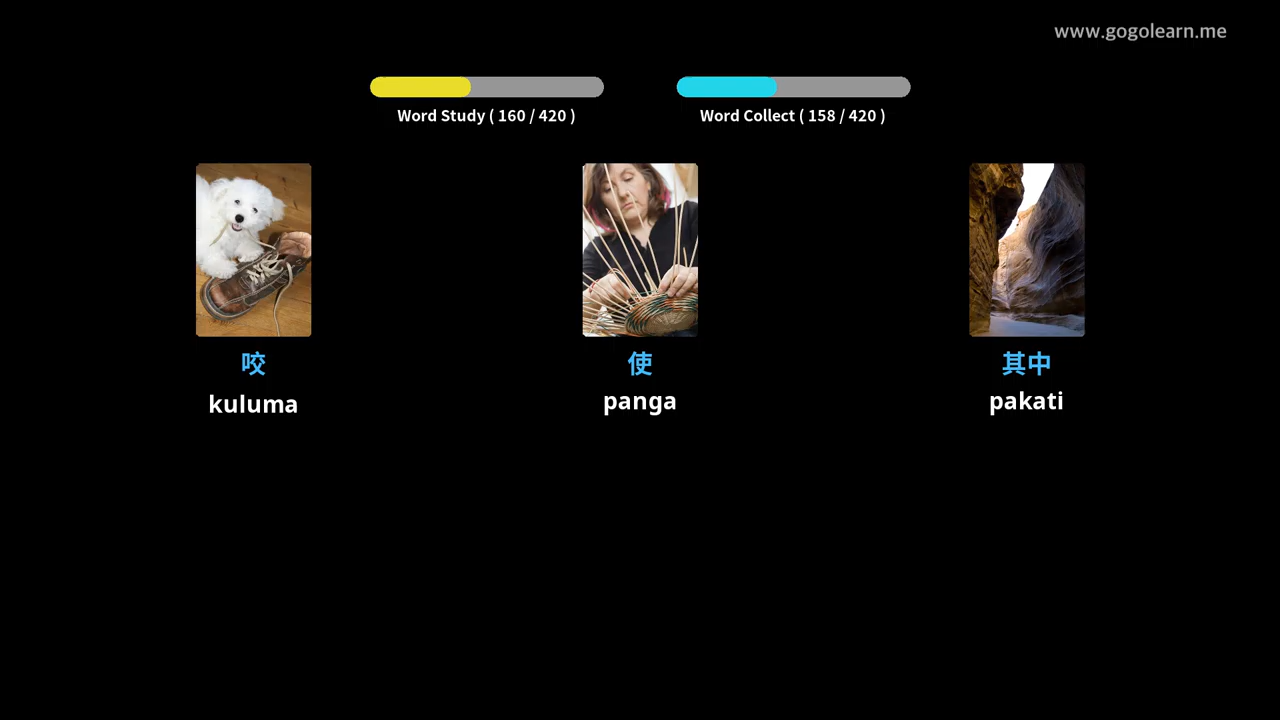 www.gogolearn.me
Word Study ( 160 / 420 )
Word Collect ( 158 / 420 )
咬
使
其中
kuluma
panga
pakati